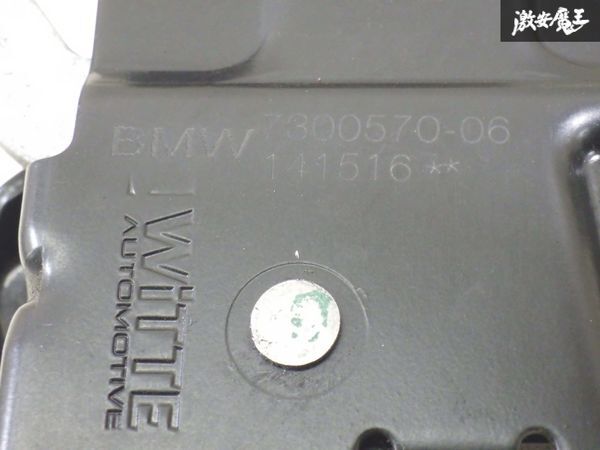 激安魔王
BMW 7300570-06
141516**
WiTTE
AUTOMOTIVE